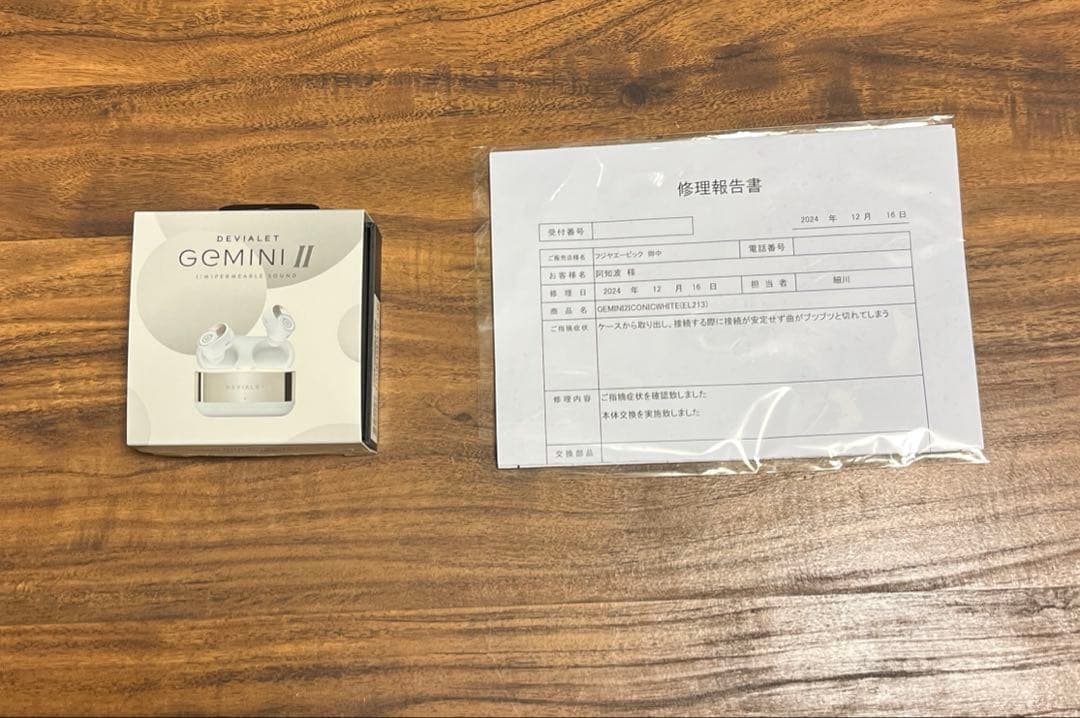 DEVIALET
GEMINI II
IMPERMEABLE SOUND
DEVIALET
修理報告書
2024 年 12 月 16 日
受付番号
ご販売店様名 フジヤエービック 御中 電話番号
お客様名 阿知波 様
修理日 2024 年 12 月 16 日 担当者 細川
商品名 GEMINI2ICONICWHITE(EL213)
ご指摘症状 ケースから取り出し、接続する際に接続が安定せず曲がブツブツと切れてしまう
修理内容 ご指摘症状を確認致しました
本体交換を実施致しました
交換部品